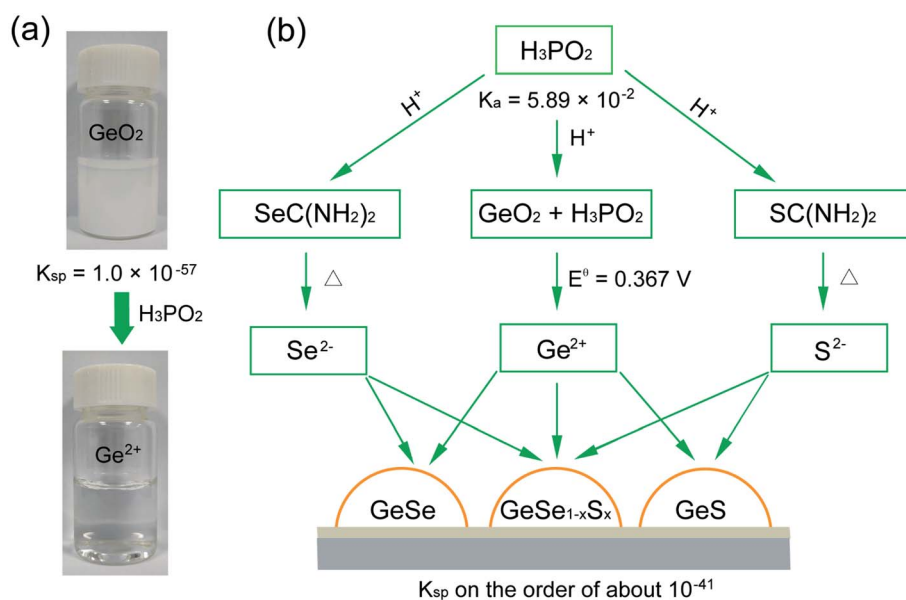 (a)
GeO₂
Kₛₚ = 1.0 × 10⁻⁵⁷
H₃PO₂
Ge²⁺
(b)
H₃PO₂
Kₐ = 5.89 × 10⁻²
H⁺
H⁺
H⁺
SeC(NH₂)₂
GeO₂ + H₃PO₂
SC(NH₂)₂
△
E^θ = 0.367 V
△
Se²⁻
Ge²⁺
S²⁻
GeSe
GeSe₁₋ₓSₓ
GeS
Kₛₚ on the order of about 10⁻⁴¹